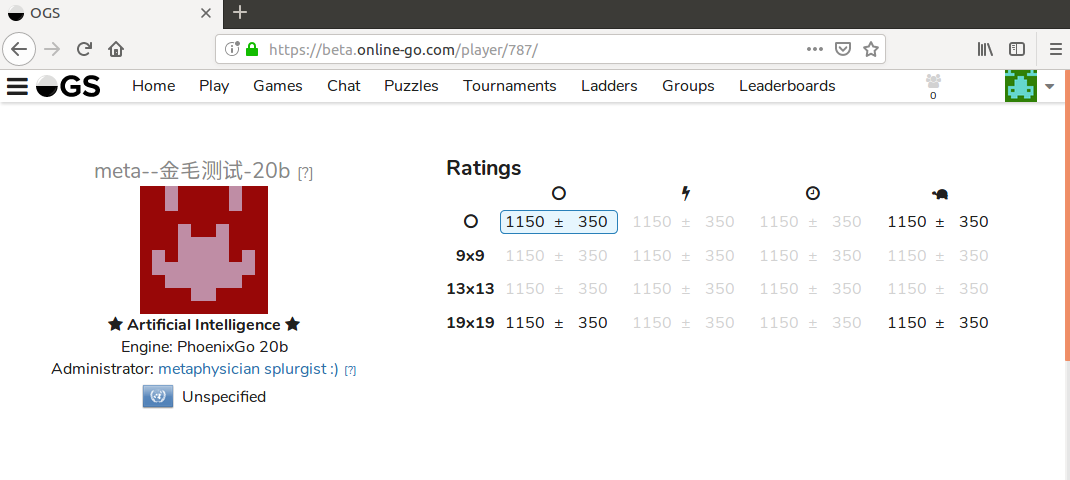 OGS
https://beta.online-go.com/player/787/
OGS Home Play Games Chat Puzzles Tournaments Ladders Groups Leaderboards 0
meta--金毛测试-20b [?]
Artificial Intelligence
Engine: PhoenixGo 20b
Administrator: metaphysician splurgist :) [?]
Unspecified
Ratings
1150 ± 350 1150 ± 350 1150 ± 350 1150 ± 350
9x9 1150 ± 350 1150 ± 350 1150 ± 350 1150 ± 350
13x13 1150 ± 350 1150 ± 350 1150 ± 350 1150 ± 350
19x19 1150 ± 350 1150 ± 350 1150 ± 350 1150 ± 350